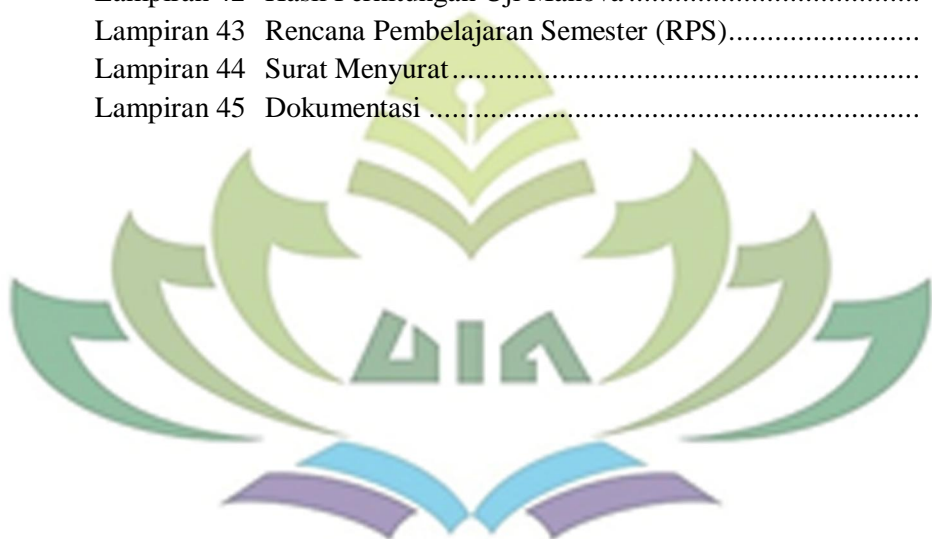 Lampiran 43 Rencana Pembelajaran Semester (RPS)........................
Lampiran 44 Surat Menyurat............................................................
Lampiran 45 Dokumentasi ...............................................................
UIN